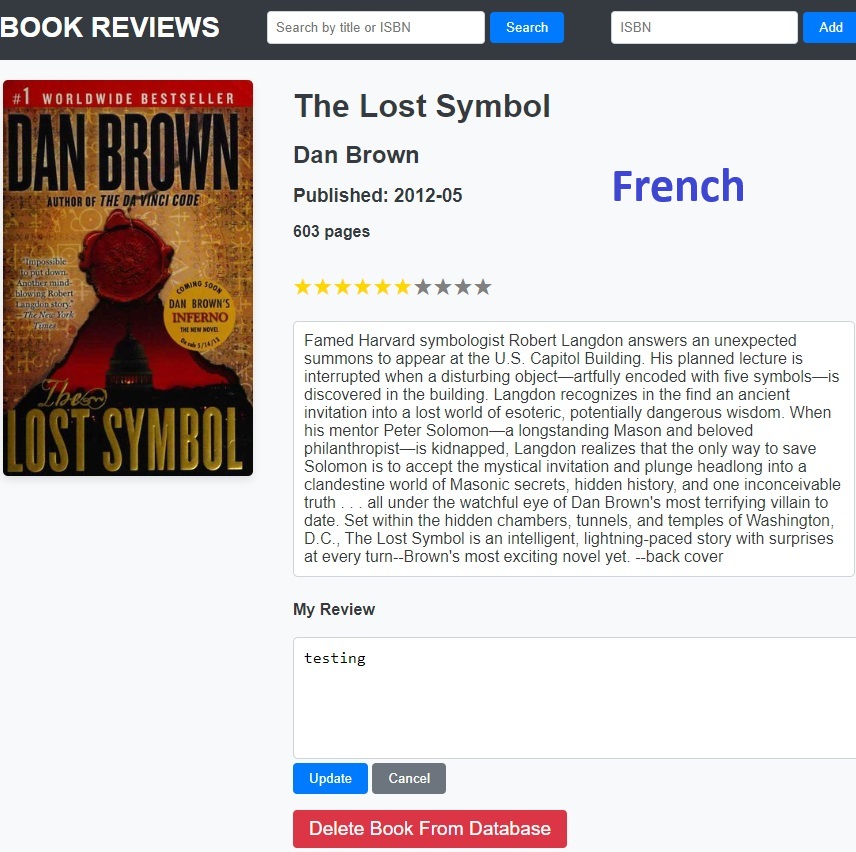 BOOK REVIEWS
Search by title or ISBN
Search
ISBN
Add
#1 WORLDWIDE BESTSELLER
DAN BROWN
AUTHOR OF THE DA VINCI CODE
"Impossible
to put down.
Another mind-
blowing Robert
Langdon story."
—The New York
Times
COMING SOON
DAN BROWN'S
INFERNO
THE NEW NOVEL
On sale 5/14/13
The
LOST SYMBOL
The Lost Symbol
Dan Brown
Published: 2012-05
603 pages
French
Famed Harvard symbologist Robert Langdon answers an unexpected
summons to appear at the U.S. Capitol Building. His planned lecture is
interrupted when a disturbing object—artfully encoded with five symbols—is
discovered in the building. Langdon recognizes in the find an ancient
invitation into a lost world of esoteric, potentially dangerous wisdom. When
his mentor Peter Solomon—a longstanding Mason and beloved
philanthropist—is kidnapped, Langdon realizes that the only way to save
Solomon is to accept the mystical invitation and plunge headlong into a
clandestine world of Masonic secrets, hidden history, and one inconceivable
truth . . . all under the watchful eye of Dan Brown's most terrifying villain to
date. Set within the hidden chambers, tunnels, and temples of Washington,
D.C., The Lost Symbol is an intelligent, lightning-paced story with surprises
at every turn--Brown's most exciting novel yet. --back cover
My Review
testing
Update
Cancel
Delete Book From Database